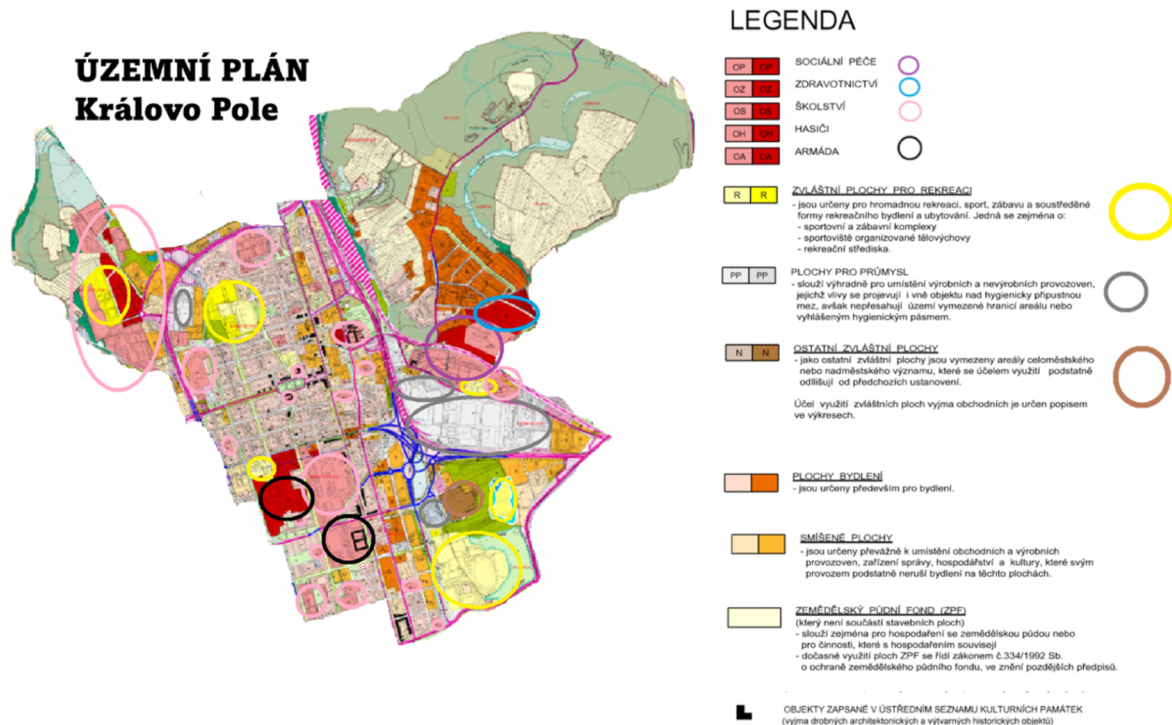 ÚZEMNÍ PLÁN
Královo Pole
LEGENDA
OP OP SOCIÁLNÍ PÉČE
OZ OZ ZDRAVOTNICTVÍ
OS OS ŠKOLSTVÍ
OH OH HASIČI
OA OA ARMÁDA
R R ZVLÁŠTNÍ PLOCHY PRO REKREACI
- jsou určeny pro hromadnou rekreaci, sport, zábavu a soustředěné
formy rekreačního bydlení a ubytování. Jedná se zejména o:
- sportovní a zábavní komplexy
- sportoviště organizované tělovýchovy
- rekreační střediska.
PP PP PLOCHY PRO PRŮMYSL
- slouží výhradně pro umístění výrobních a nevýrobních provozoven,
jejichž vlivy se projevují i vně objektu nad hygienicky přípustnou
mez, avšak nepřesahují území vymezené hranicí areálu nebo
vyhlášeným hygienickým pásmem.
N N OSTATNÍ ZVLÁŠTNÍ PLOCHY
- jako ostatní zvláštní plochy jsou vymezeny areály celoměstského
nebo nadměstského významu, které se účelem využití podstatně
odlišují od předchozích ustanovení.
Účel využití zvláštních ploch vyjma obchodních je určen popisem
ve výkresech.
PLOCHY BYDLENÍ
- jsou určeny především pro bydlení.
SMÍŠENÉ PLOCHY
- jsou určeny převážně k umístění obchodních a výrobních
provozoven, zařízení správy, hospodářství a kultury, které svým
provozem podstatně neruší bydlení na těchto plochách.
ZEMĚDĚLSKÝ PŮDNÍ FOND (ZPF)
(který není součástí stavebních ploch)
- slouží zejména pro hospodaření se zemědělskou půdou nebo
pro činnosti, které s hospodařením souvisejí
- dočasné využití ploch ZPF se řídí zákonem č.334/1992 Sb.
o ochraně zemědělského půdního fondu, ve znění pozdějších předpisů.
OBJEKTY ZAPSANÉ V ÚSTŘEDNÍM SEZNAMU KULTURNÍCH PAMÁTEK
(vyjma drobných architektonických a výtvarných historických objektů)